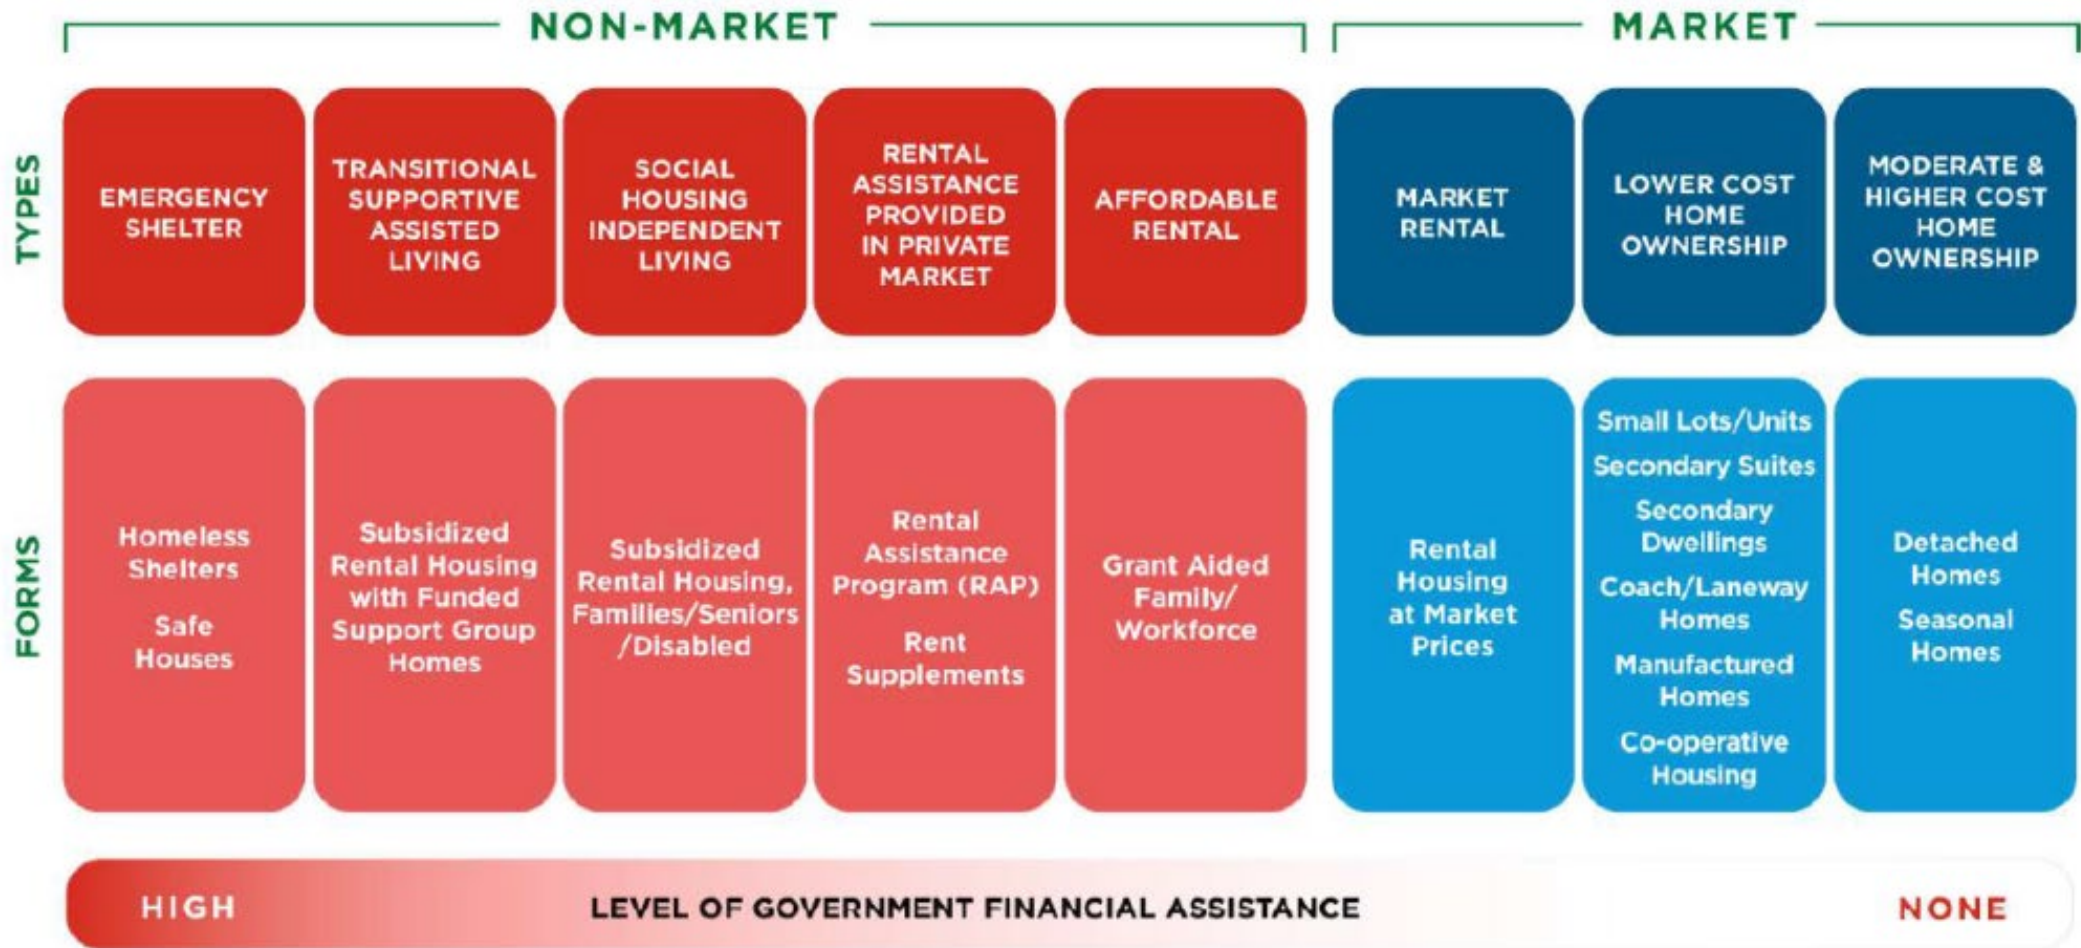 NON-MARKET
MARKET
TYPES
EMERGENCY
SHELTER
TRANSITIONAL
SUPPORTIVE
ASSISTED
LIVING
SOCIAL
HOUSING
INDEPENDENT
LIVING
RENTAL
ASSISTANCE
PROVIDED
IN PRIVATE
MARKET
AFFORDABLE
RENTAL
MARKET
RENTAL
LOWER COST
HOME
OWNERSHIP
MODERATE &
HIGHER COST
HOME
OWNERSHIP
FORMS
Homeless
Shelters
Safe
Houses
Subsidized
Rental Housing
with Funded
Support Group
Homes
Subsidized
Rental Housing,
Families/Seniors
/Disabled
Rental
Assistance
Program (RAP)
Rent
Supplements
Grant Aided
Family/
Workforce
Rental
Housing
at Market
Prices
Small Lots/Units
Secondary Suites
Secondary
Dwellings
Coach/Laneway
Homes
Manufactured
Homes
Co-operative
Housing
Detached
Homes
Seasonal
Homes
HIGH
LEVEL OF GOVERNMENT FINANCIAL ASSISTANCE
NONE